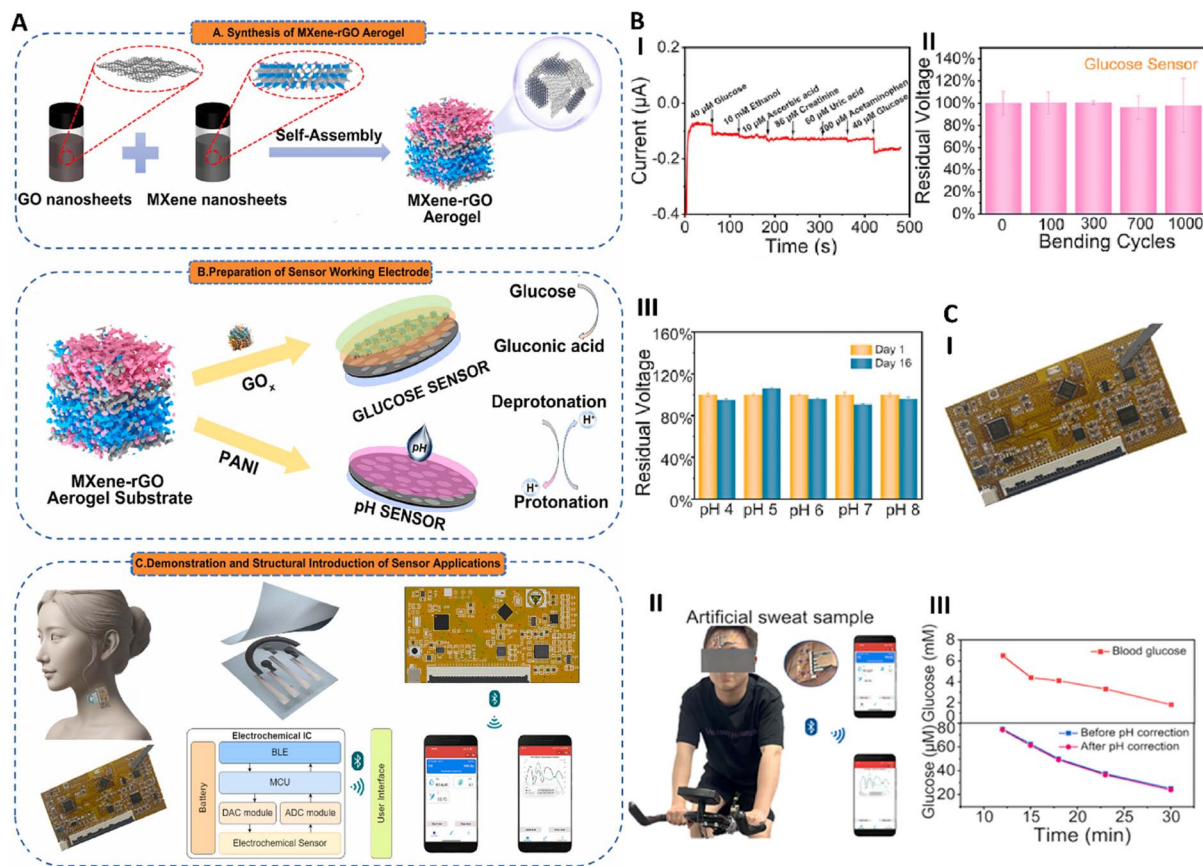 A
A. Synthesis of MXene-rGO Aerogel
Self-Assembly
GO nanosheets
MXene nanosheets
MXene-rGO
Aerogel
B.Preparation of Sensor Working Electrode
GOx
GLUCOSE SENSOR
Glucose
Gluconic acid
PANI
pH
pH SENSOR
Deprotonation
H+
H+
Protonation
MXene-rGO
Aerogel Substrate
C.Demonstration and Structural Introduction of Sensor Applications
Electrochemical IC
Battery
BLE
MCU
DAC module
ADC module
Electrochemical Sensor
User Interface
B
I
Current (μA)
0.2
0.0
-0.2
-0.4
40 μM Glucose
10 mM Ethanol
10 μM Ascorbic acid
86 μM Creatinine
60 μM Uric acid
100 μM Acetaminophen
40 μM Glucose
0 100 200 300 400 500
Time (s)
II
Glucose Sensor
Residual Voltage
140%
120%
100%
80%
60%
40%
20%
0%
0 100 300 700 1000
Bending Cycles
III
Residual Voltage
160%
120%
80%
40%
0%
Day 1
Day 16
pH 4 pH 5 pH 6 pH 7 pH 8
C
I
II
Artificial sweat sample
III
Glucose (mM)
8
6
4
2
0
Blood glucose
Glucose (μM)
80
60
40
20
Before pH correction
After pH correction
10 15 20 25 30
Time (min)